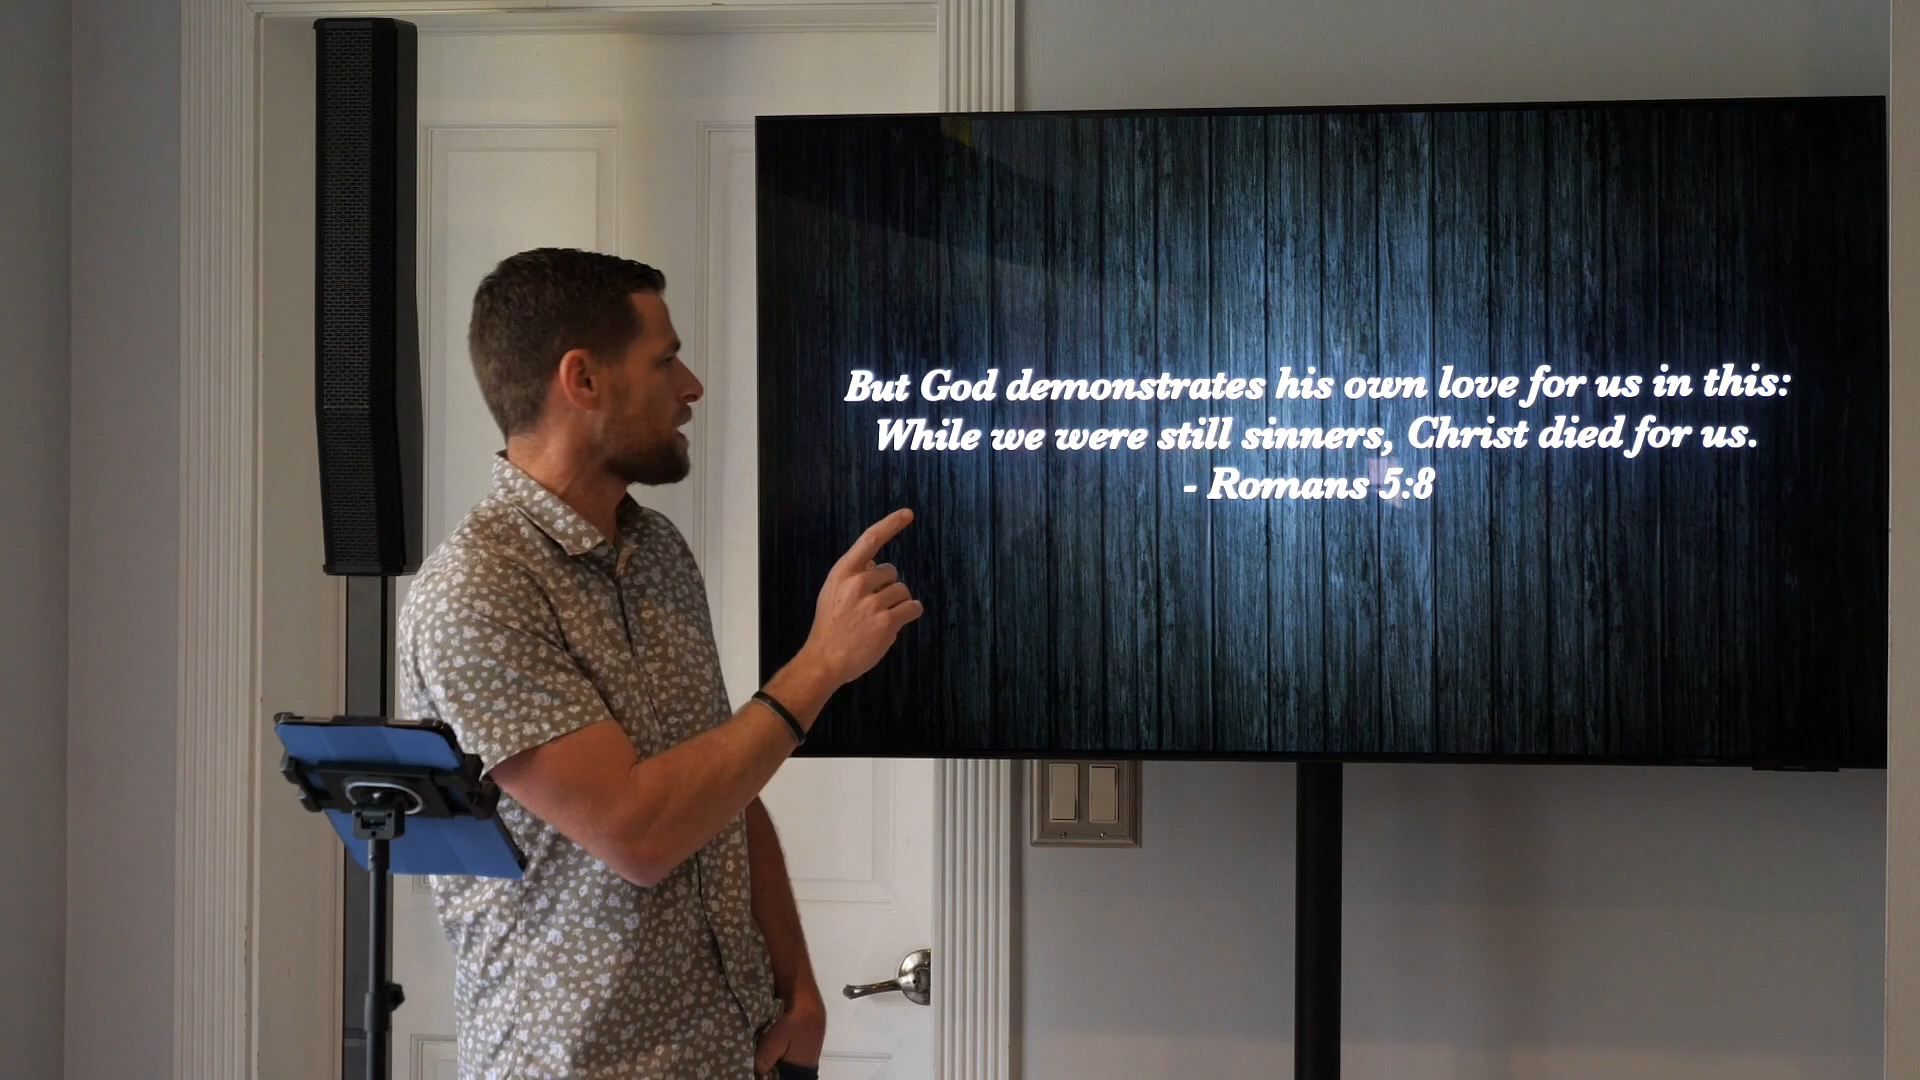 But God demonstrates his own love for us in this:
While we were still sinners, Christ died for us.
- Romans 5:8